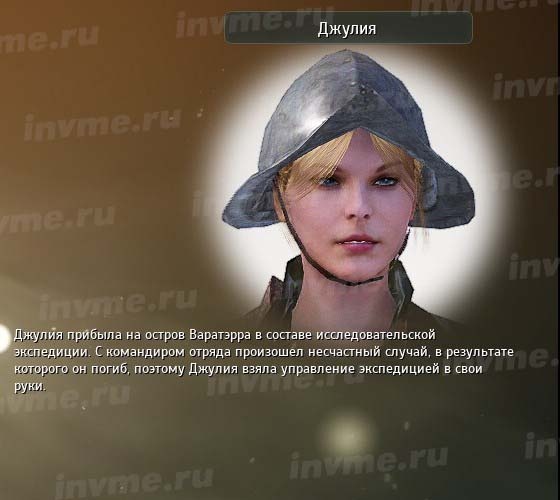 Джулия
Джулия прибыла на остров Варатэрра в составе исследовательской
экспедиции. С командиром отряда произошел несчастный случай, в результате
которого он погиб, поэтому Джулия взяла управление экспедицией в свои
руки.
invme.ru
invme.ru
invme.ru
invme.ru
invme.ru
invme.ru
invme.ru
invme.ru
invme.ru